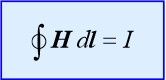 ∮ H dl = I